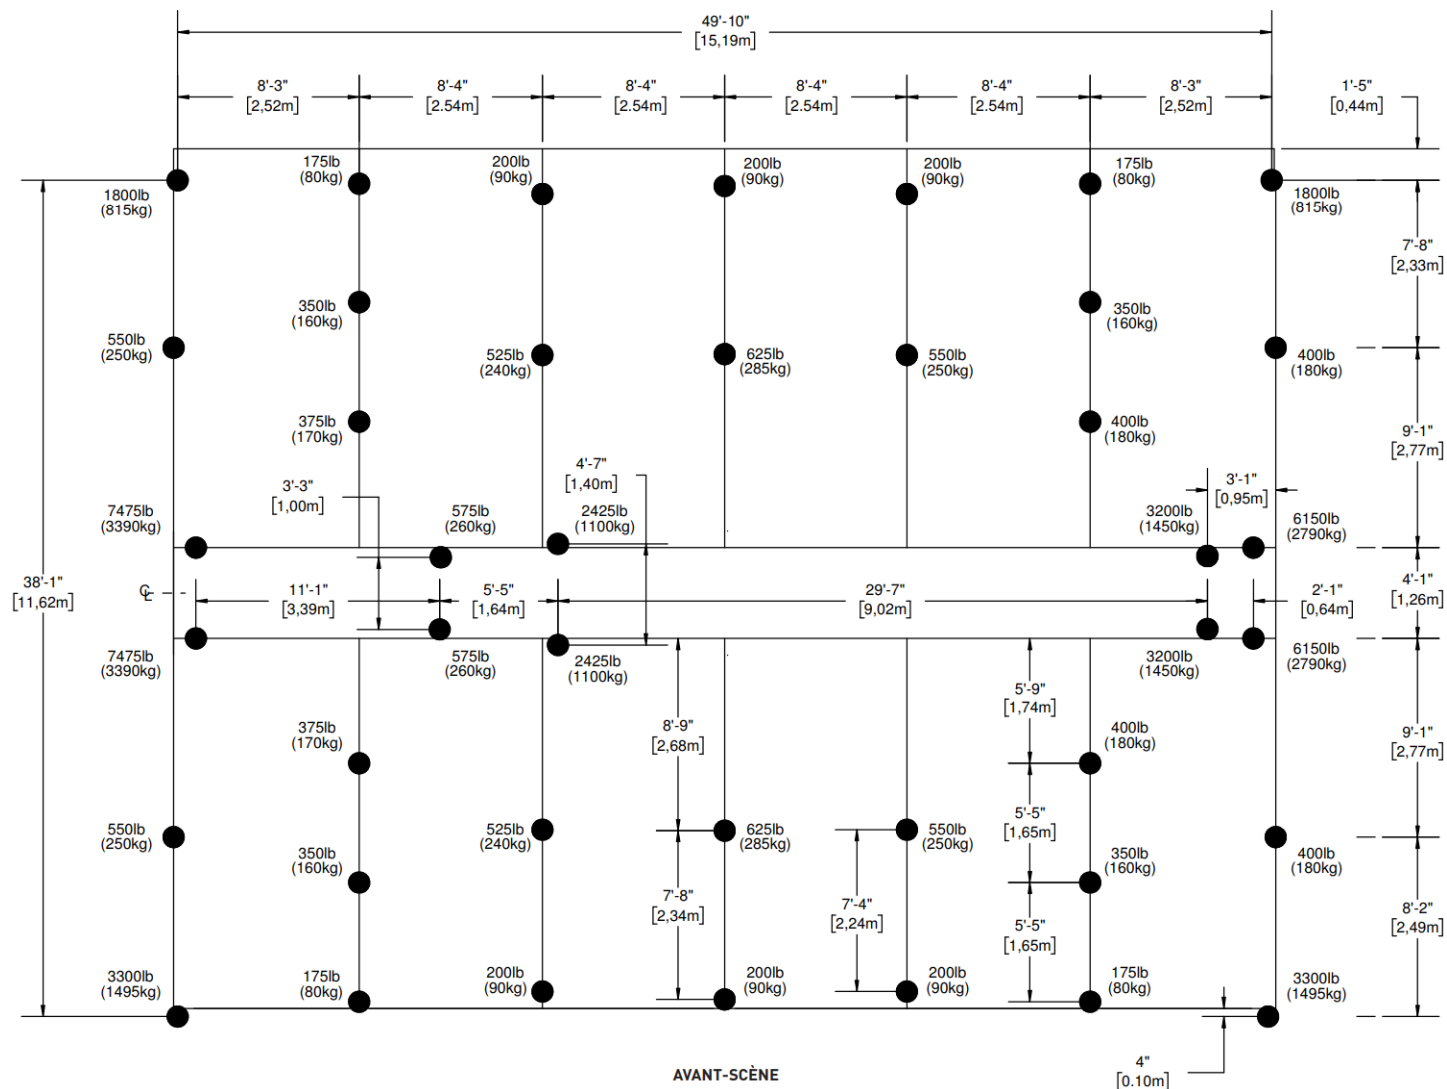 49'-10"
[15,19m]
8'-3"
[2,52m]
8'-4"
[2.54m]
8'-4"
[2.54m]
8'-4"
[2.54m]
8'-4"
[2.54m]
8'-3"
[2,52m]
1'-5"
[0,44m]
1800lb
(815kg)
175lb
(80kg)
200lb
(90kg)
200lb
(90kg)
200lb
(90kg)
175lb
(80kg)
1800lb
(815kg)
7'-8"
[2,33m]
350lb
(160kg)
350lb
(160kg)
550lb
(250kg)
525lb
(240kg)
625lb
(285kg)
550lb
(250kg)
400lb
(180kg)
375lb
(170kg)
400lb
(180kg)
9'-1"
[2,77m]
3'-3"
[1,00m]
4'-7"
[1,40m]
3'-1"
[0,95m]
7475lb
(3390kg)
575lb
(260kg)
2425lb
(1100kg)
3200lb
(1450kg)
6150lb
(2790kg)
38'-1"
[11,62m]
℄
11'-1"
[3,39m]
5'-5"
[1,64m]
29'-7"
[9,02m]
2'-1"
[0,64m]
4'-1"
[1,26m]
7475lb
(3390kg)
575lb
(260kg)
2425lb
(1100kg)
3200lb
(1450kg)
6150lb
(2790kg)
5'-9"
[1,74m]
8'-9"
[2,68m]
375lb
(170kg)
400lb
(180kg)
9'-1"
[2,77m]
550lb
(250kg)
525lb
(240kg)
625lb
(285kg)
550lb
(250kg)
5'-5"
[1,65m]
400lb
(180kg)
350lb
(160kg)
350lb
(160kg)
7'-8"
[2,34m]
7'-4"
[2,24m]
5'-5"
[1,65m]
8'-2"
[2,49m]
3300lb
(1495kg)
175lb
(80kg)
200lb
(90kg)
200lb
(90kg)
200lb
(90kg)
175lb
(80kg)
3300lb
(1495kg)
4"
[0.10m]
AVANT-SCÈNE